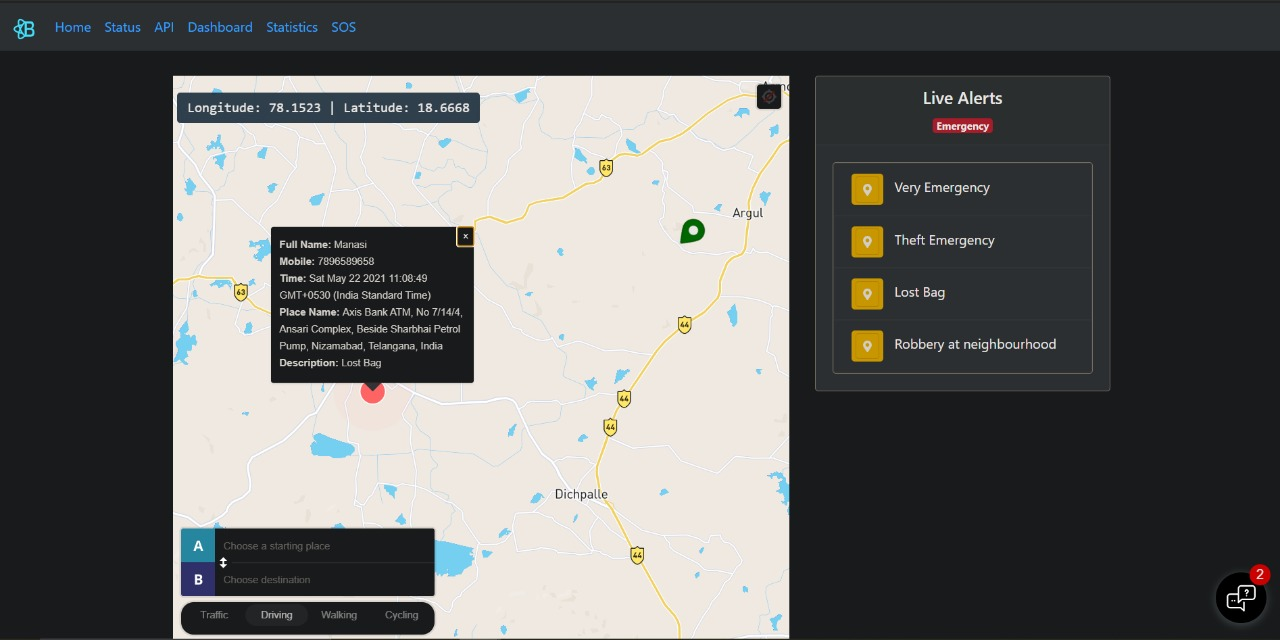 B Home Status API Dashboard Statistics SOS
Longitude: 78.1523 | Latitude: 18.6668
63
Argul
Full Name: Manasi
Mobile: 7896589658
Time: Sat May 22 2021 11:08:49
GMT+0530 (India Standard Time)
Place Name: Axis Bank ATM, No 7/14/4,
Ansari Complex, Beside Sharbhai Petrol
Pump, Nizamabad, Telangana, India
Description: Lost Bag
x
63
44
44
44
Dichpalle
44
A Choose a starting place
B Choose destination
Traffic Driving Walking Cycling
Live Alerts
Emergency
Very Emergency
Theft Emergency
Lost Bag
Robbery at neighbourhood
2
?